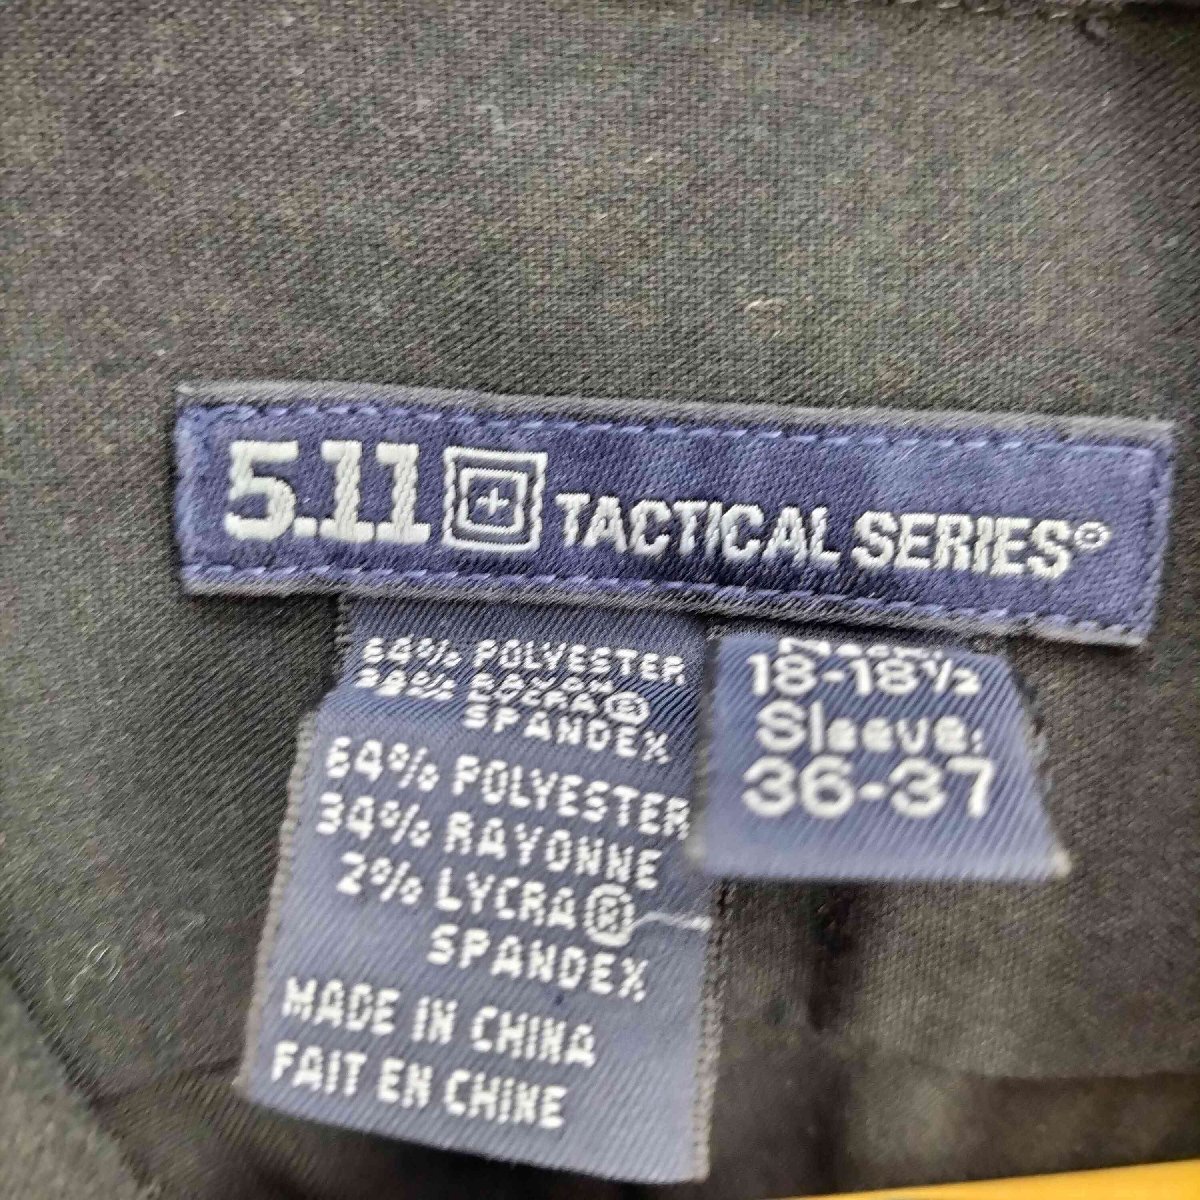 5.11 TACTICAL SERIES®
64% POLYESTER
SPANDEX
64% POLYESTER
34% RAYONNE
2% LYCRA®
SPANDEX
MADE IN CHINA
FAIT EN CHINE
18-18½
Sleeve:
36-37